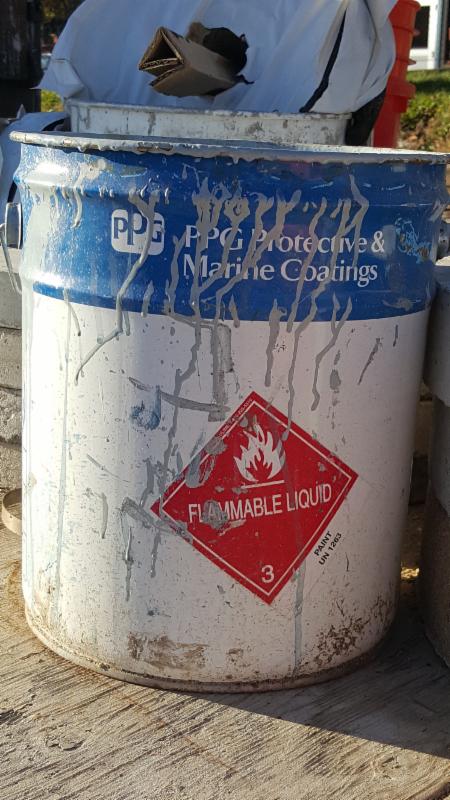 ppg
PPG Protective &
Marine Coatings
FLAMMABLE LIQUID
3
PAINT
UN 1263